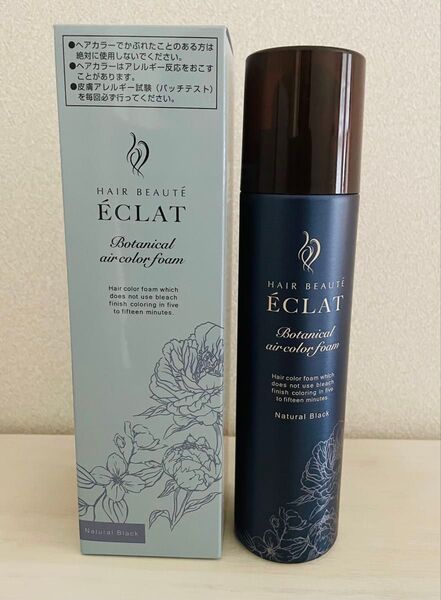 ●ヘアカラーでかぶれたことのある方は
絶対に使用しないでください。
●ヘアカラーはアレルギー反応をおこす
ことがあります。
●皮膚アレルギー試験（パッチテスト）
を毎回必ず行ってください。
HAIR BEAUTÉ
ÉCLAT
Botanical
air color foam
Hair color foam which
does not use bleach
finish coloring in five
to fifteen minutes.
Natural Black
HAIR BEAUTÉ
ÉCLAT
Botanical
air color foam
Hair color foam which
does not use bleach
finish coloring in five
to fifteen minutes.
Natural Black